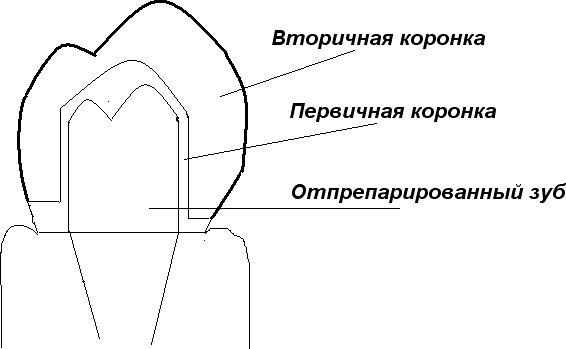 Вторичная коронка
Первичная коронка
Отпрепарированный зуб